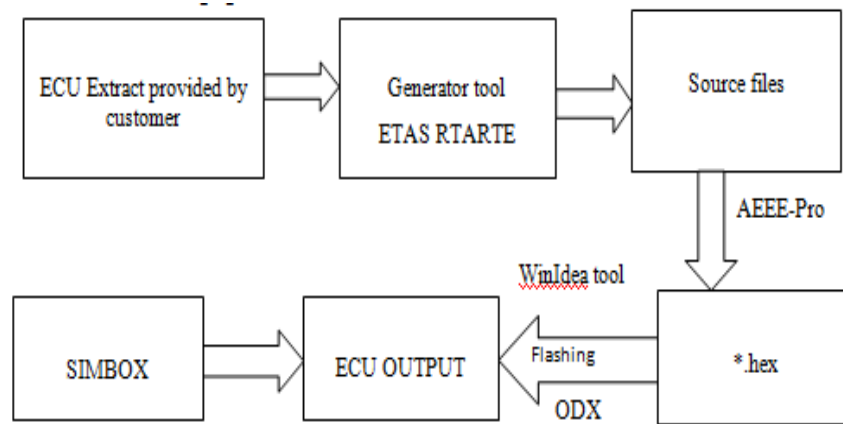 ECU Extract provided by
customer
Generator tool
ETAS RTARTE
Source files
AEEE-Pro
WinIdea tool
SIMBOX
ECU OUTPUT
Flashing
ODX
*.hex